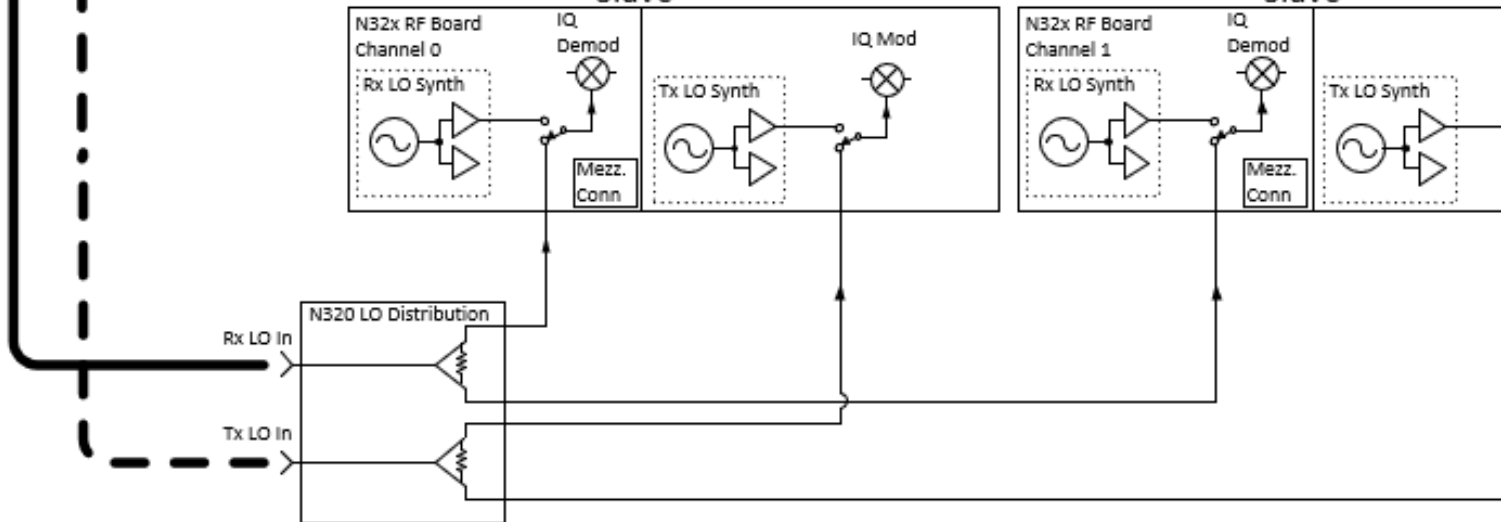 N32x RF Board
Channel 0
IQ
Demod
Rx LO Synth
Mezz.
Conn
IQ Mod
Tx LO Synth
N32x RF Board
Channel 1
IQ
Demod
Rx LO Synth
Mezz.
Conn
Tx LO Synth
N320 LO Distribution
Rx LO In
Tx LO In